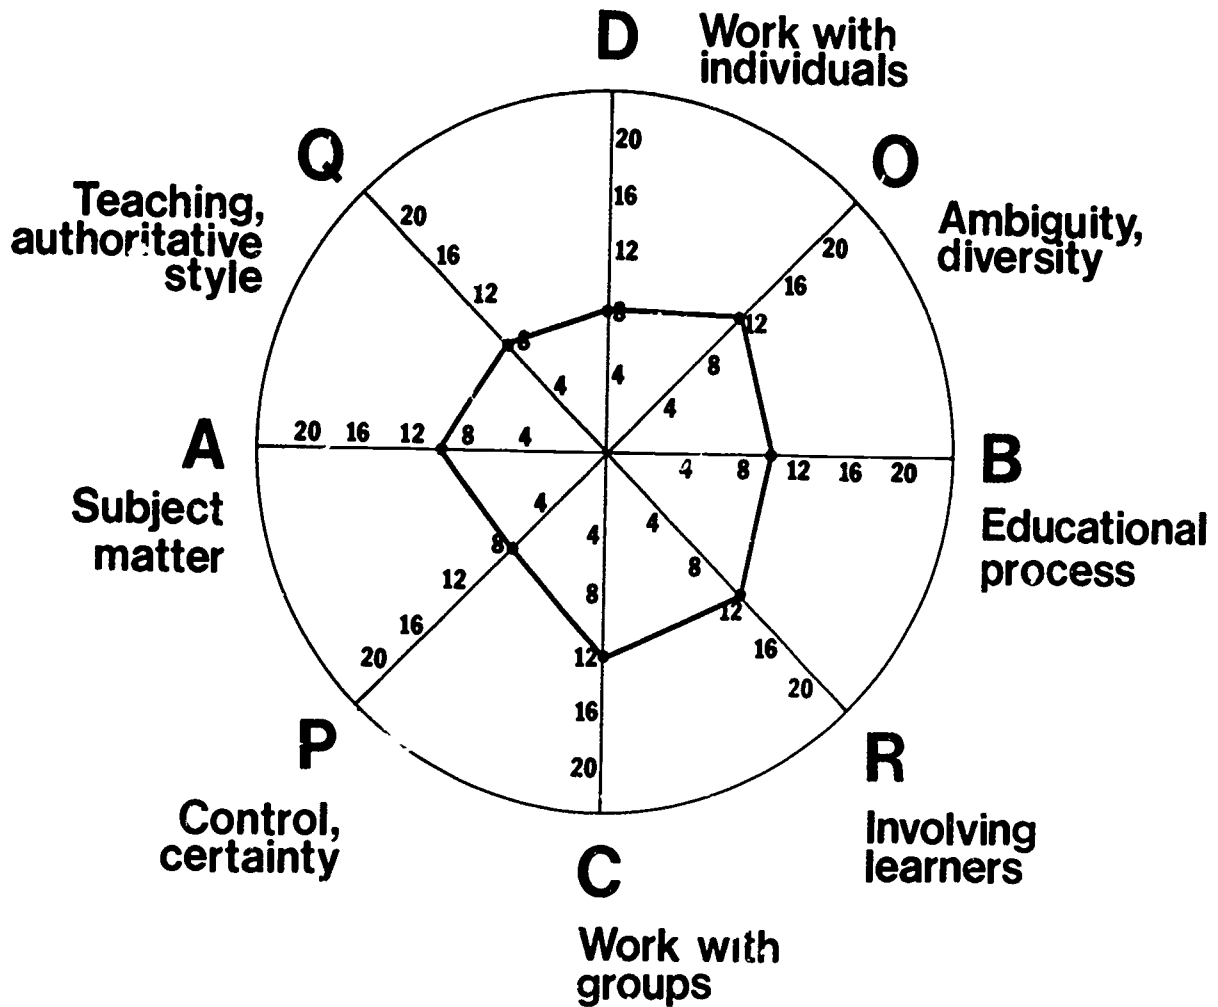 D
Work with
individuals
Q
O
Teaching,
authoritative
style
Ambiguity,
diversity
20
16
12
8
4
20
16
12
8
4
20
16
12
8
4
A
20 16 12 8 4
4 8 12 16 20
B
Subject
matter
Educational
process
4
8
12
16
20
4
8
12
16
20
4
8
12
16
20
P
R
Control,
certainty
Involving
learners
C
Work with
groups